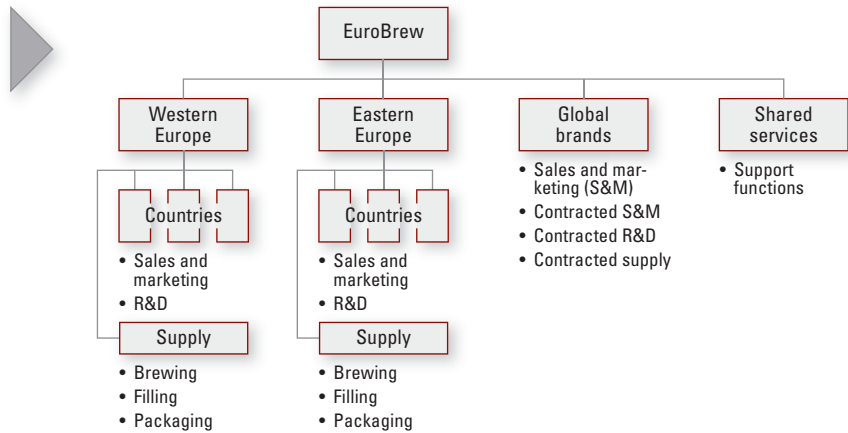 EuroBrew
Western
Europe
Eastern
Europe
Global
brands
Shared
services
Countries
• Sales and
marketing
• R&D
Supply
• Brewing
• Filling
• Packaging
Countries
• Sales and
marketing
• R&D
Supply
• Brewing
• Filling
• Packaging
• Sales and mar-
keting (S&M)
• Contracted S&M
• Contracted R&D
• Contracted supply
• Support
functions